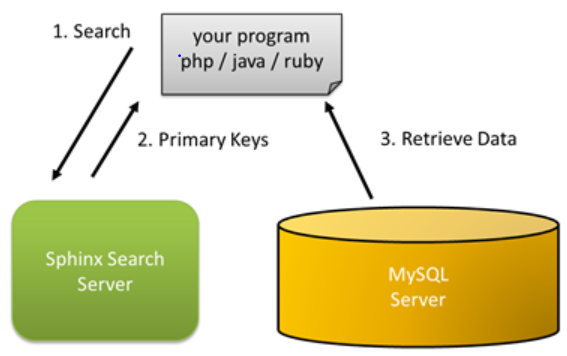 1. Search
your program
php / java / ruby
2. Primary Keys
3. Retrieve Data
Sphinx Search
Server
MySQL
Server